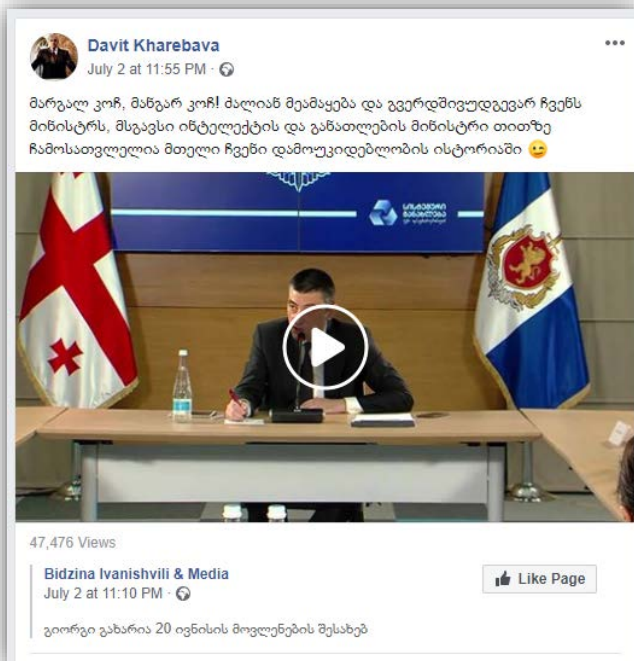 Davit Kharebava
July 2 at 11:55 PM ·
მარგალ კოჩ, მანგარ კოჩ! ძალიან მეამაყება და გვერდშივუდგევარ ჩვენს
მინისტრს, მსგავსი ინტელექტის და განათლების მინისტრი თითზე
ჩამოსათვლელია მთელი ჩვენი დამოუკიდებლობის ისტორიაში
სისტემური
განახლება
47,476 Views
Bidzina Ivanishvili & Media
Like Page
July 2 at 11:10 PM ·
გიორგი გახარია 20 ივნისის მოვლენების შესახებ